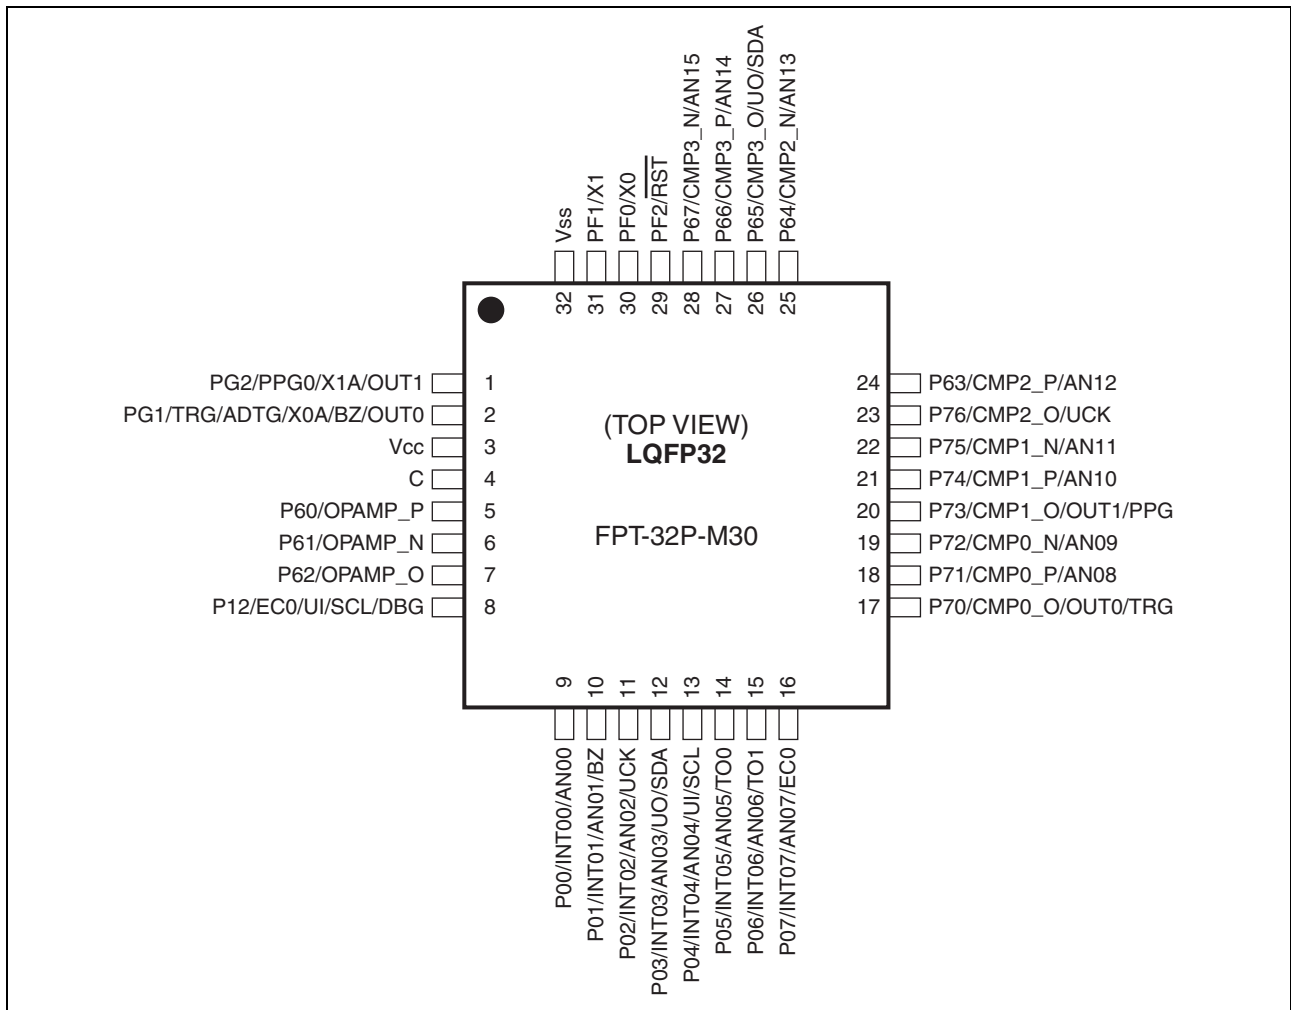 Vss
PF1/X1
PF0/X0
PF2/RST
P67/CMP3_N/AN15
P66/CMP3_P/AN14
P65/CMP3_O/UO/SDA
P64/CMP2_N/AN13
32
31
30
29
28
27
26
25
PG2/PPG0/X1A/OUT1
1
PG1/TRG/ADTG/X0A/BZ/OUT0
2
Vcc
3
C
4
P60/OPAMP_P
5
P61/OPAMP_N
6
P62/OPAMP_O
7
P12/EC0/UI/SCL/DBG
8
(TOP VIEW)
LQFP32
FPT-32P-M30
24
P63/CMP2_P/AN12
23
P76/CMP2_O/UCK
22
P75/CMP1_N/AN11
21
P74/CMP1_P/AN10
20
P73/CMP1_O/OUT1/PPG
19
P72/CMP0_N/AN09
18
P71/CMP0_P/AN08
17
P70/CMP0_O/OUT0/TRG
9
10
11
12
13
14
15
16
P00/INT00/AN00
P01/INT01/AN01/BZ
P02/INT02/AN02/UCK
P03/INT03/AN03/UO/SDA
P04/INT04/AN04/UI/SCL
P05/INT05/AN05/TO0
P06/INT06/AN06/TO1
P07/INT07/AN07/EC0